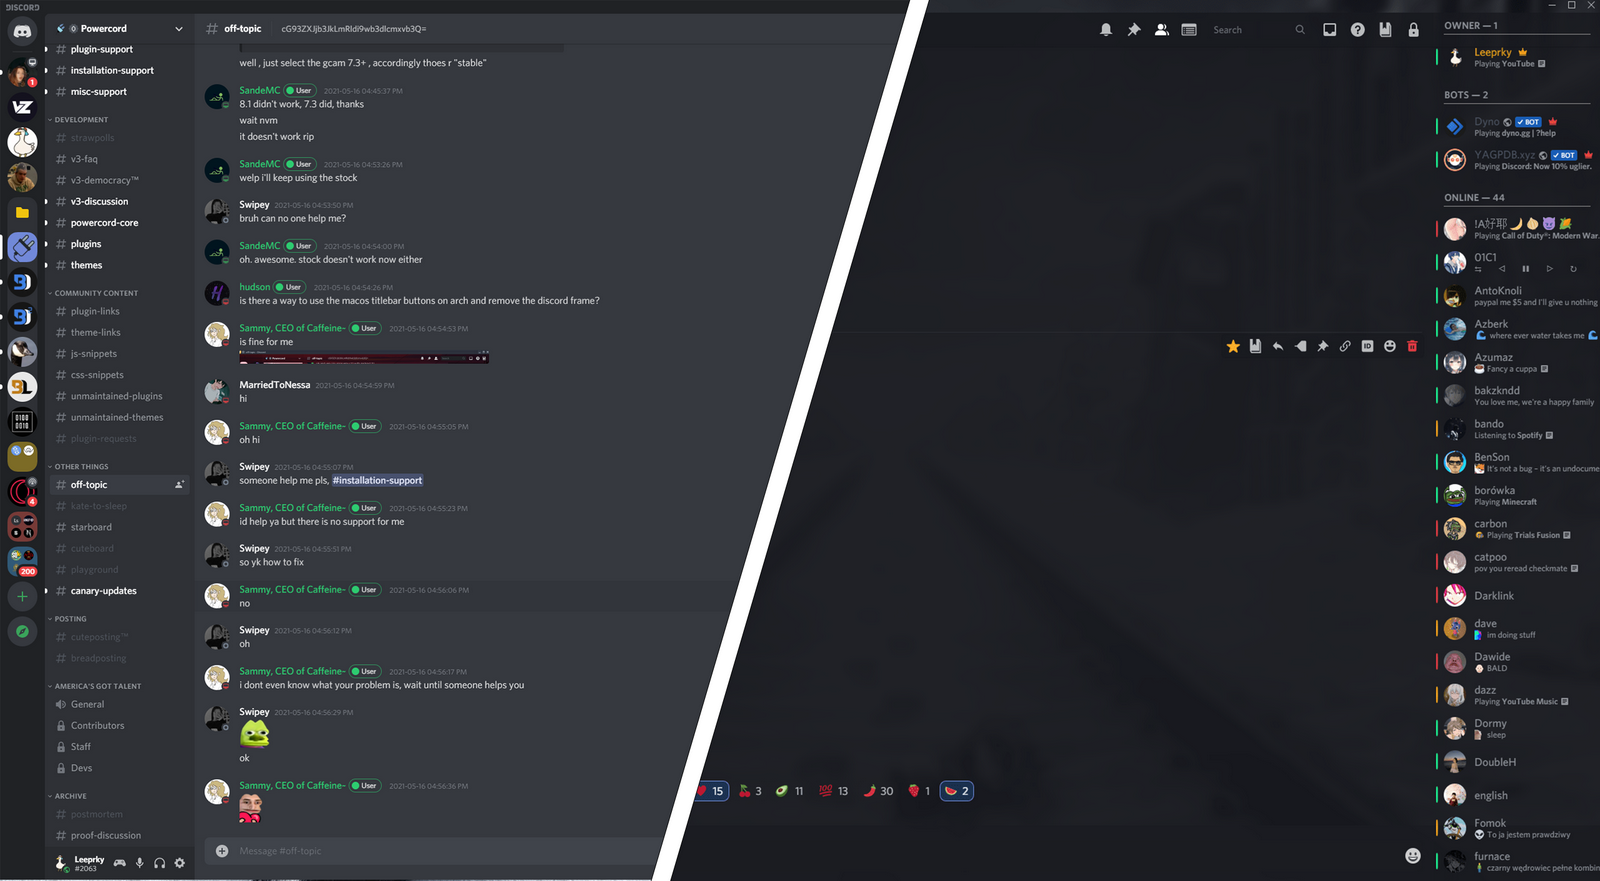 DISCORD
Powercord
plugin-support
installation-support
misc-support
DEVELOPMENT
strawpolls
v3-faq
v3-democracy™
v3-discussion
powercord-core
plugins
themes
COMMUNITY CONTENT
plugin-links
theme-links
js-snippets
css-snippets
unmaintained-plugins
unmaintained-themes
plugin-requests
OTHER THINGS
off-topic
kate-to-sleep
starboard
cuteboard
playground
canary-updates
POSTING
cuteposting™
breadposting
AMERICA'S GOT TALENT
General
Contributors
Staff
Devs
ARCHIVE
postmortem
proof-discussion
Leeprky
#2063
1
4
200
off-topic
well , just select the gcam 7.3+ , accordingly thoes r "stable"
SandeMC User 2021-05-16 04:45:37 PM
8.1 didn't work, 7.3 did, thanks
wait nvm
it doesn't work rip
SandeMC User 2021-05-16 04:53:26 PM
welp i'll keep using the stock
Swipey 2021-05-16 04:53:50 PM
bruh can no one help me?
SandeMC User 2021-05-16 04:54:00 PM
oh. awesome. stock doesn't work now either
hudson User 2021-05-16 04:54:26 PM
is there a way to use the macos titlebar buttons on arch and remove the discord frame?
Sammy, CEO of Caffeine~ User 2021-05-16 04:54:53 PM
is fine for me
MarriedToNessa 2021-05-16 04:54:59 PM
hi
Sammy, CEO of Caffeine~ User 2021-05-16 04:55:05 PM
oh hi
Swipey 2021-05-16 04:55:07 PM
someone help me pls, #installation-support
Sammy, CEO of Caffeine~ User 2021-05-16 04:55:23 PM
id help ya but there is no support for me
Swipey 2021-05-16 04:55:51 PM
so yk how to fix
Sammy, CEO of Caffeine~ User 2021-05-16 04:56:06 PM
no
Swipey 2021-05-16 04:56:12 PM
oh
Sammy, CEO of Caffeine~ User 2021-05-16 04:56:17 PM
i dont even know what your problem is, wait until someone helps you
Swipey 2021-05-16 04:56:29 PM
ok
Sammy, CEO of Caffeine~ User 2021-05-16 04:56:36 PM
Message #off-topic
Search
15 3 11 13 30 1 2
OWNER — 1
Leeprky
Playing YouTube
BOTS — 2
Dyno BOT
Playing dyno.gg | ?help
YAGPDB.xyz BOT
Playing Discord: Now 10% uglier.
ONLINE — 44
!A好耶
Playing Call of Duty®: Modern War
01C1
AntoKnoli
paypal me $5 and I'll give u nothing
Azberk
where ever water takes me
Azumaz
Fancy a cuppa
bakzkndd
You love me, we're a happy family
bando
Listening to Spotify
BenSon
It's not a bug – it's an undocume
borówka
Playing Minecraft
carbon
Playing Trials Fusion
catpoo
pov you reread checkmate
Darklink
dave
im doing stuff
Dawide
BALD
dazz
Playing YouTube Music
Dormy
sleep
DoubleH
english
Fomok
To ja jestem prawdziwy
furnace
czarny wędrowiec pełne kombin